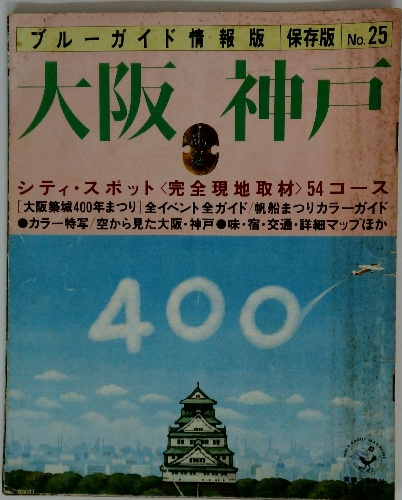 ブルーガイド情報版 保存版 No.25
大阪 神戸
シティ・スポット〈完全現地取材〉54コース
[大阪築城400年まつり]全イベント全ガイド/帆船まつりカラーガイド
●カラー特写/空から見た大阪・神戸●味・宿・交通・詳細マップほか
400